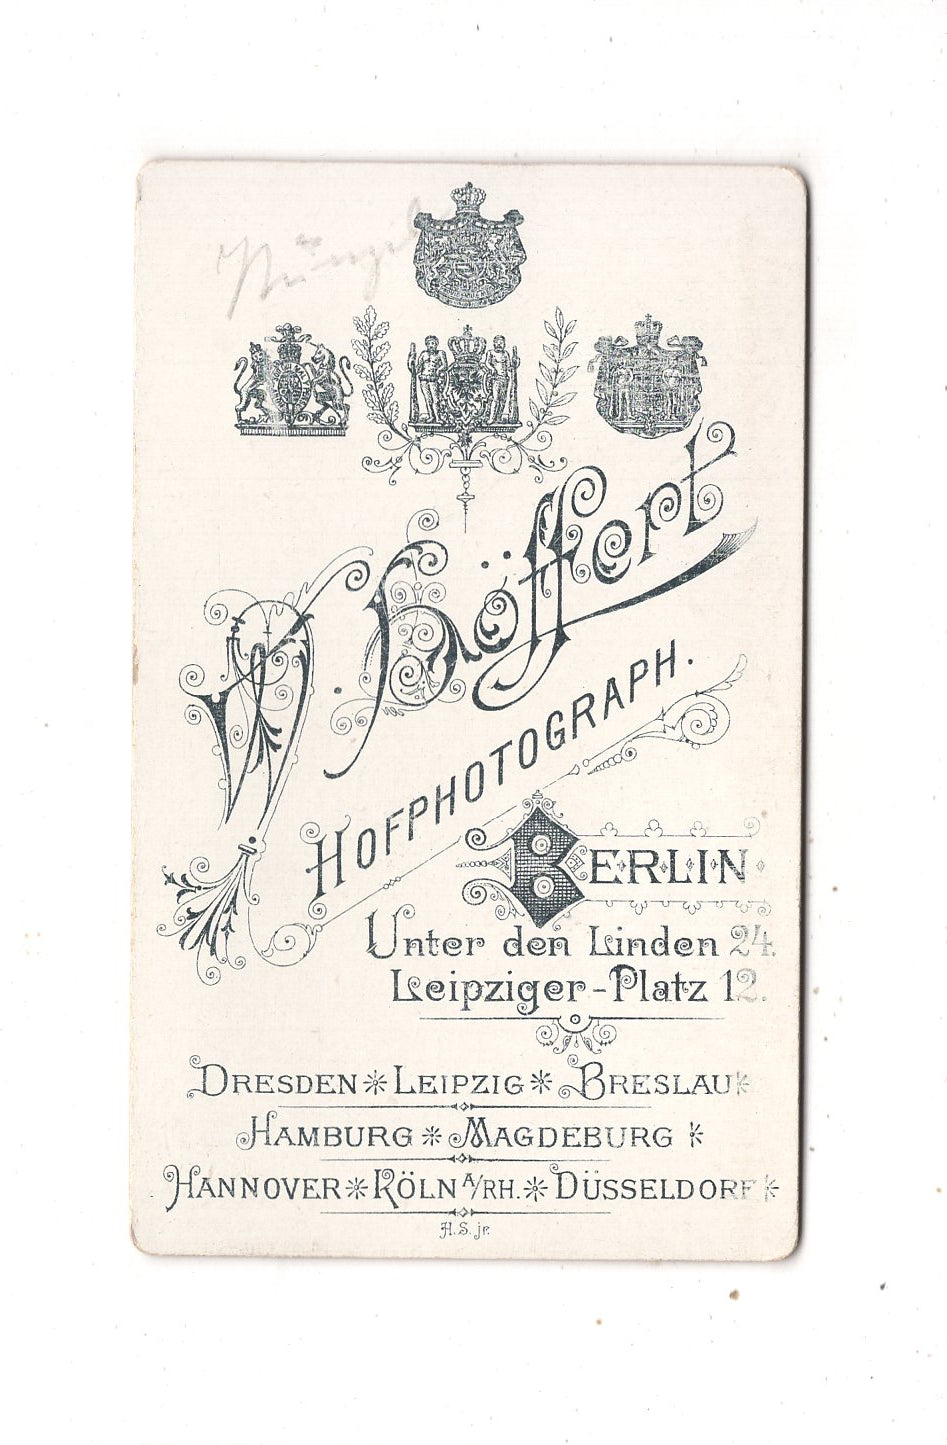 W. Höffert
HOFPHOTOGRAPH.
BERLIN
Unter den Linden 24.
Leipziger-Platz 12.
DRESDEN * LEIPZIG * BRESLAU *
HAMBURG * MAGDEBURG *
HANNOVER * KÖLN A/RH. * DÜSSELDORF *
H.S. jr.